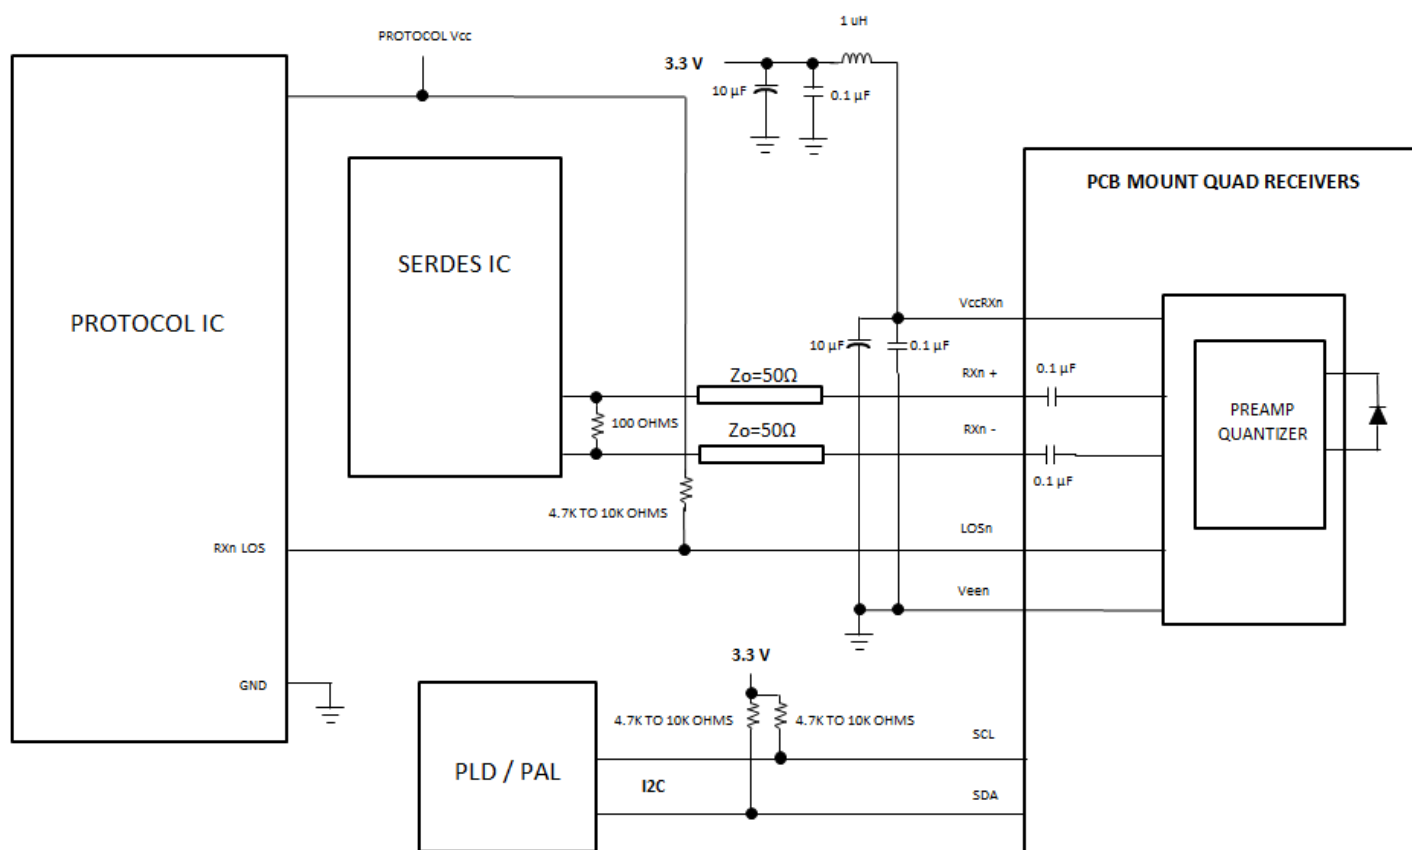 1 uH
PROTOCOL Vcc
3.3 V
10 µF
0.1 µF
PCB MOUNT QUAD RECEIVERS
SERDES IC
PROTOCOL IC
VccRXn
10 µF
0.1 µF
Zo=50Ω
RXn +
0.1 µF
100 OHMS
Zo=50Ω
RXn -
PREAMP
QUANTIZER
0.1 µF
4.7K TO 10K OHMS
RXn LOS
LOSn
Veen
3.3 V
GND
4.7K TO 10K OHMS
4.7K TO 10K OHMS
SCL
PLD / PAL
I2C
SDA